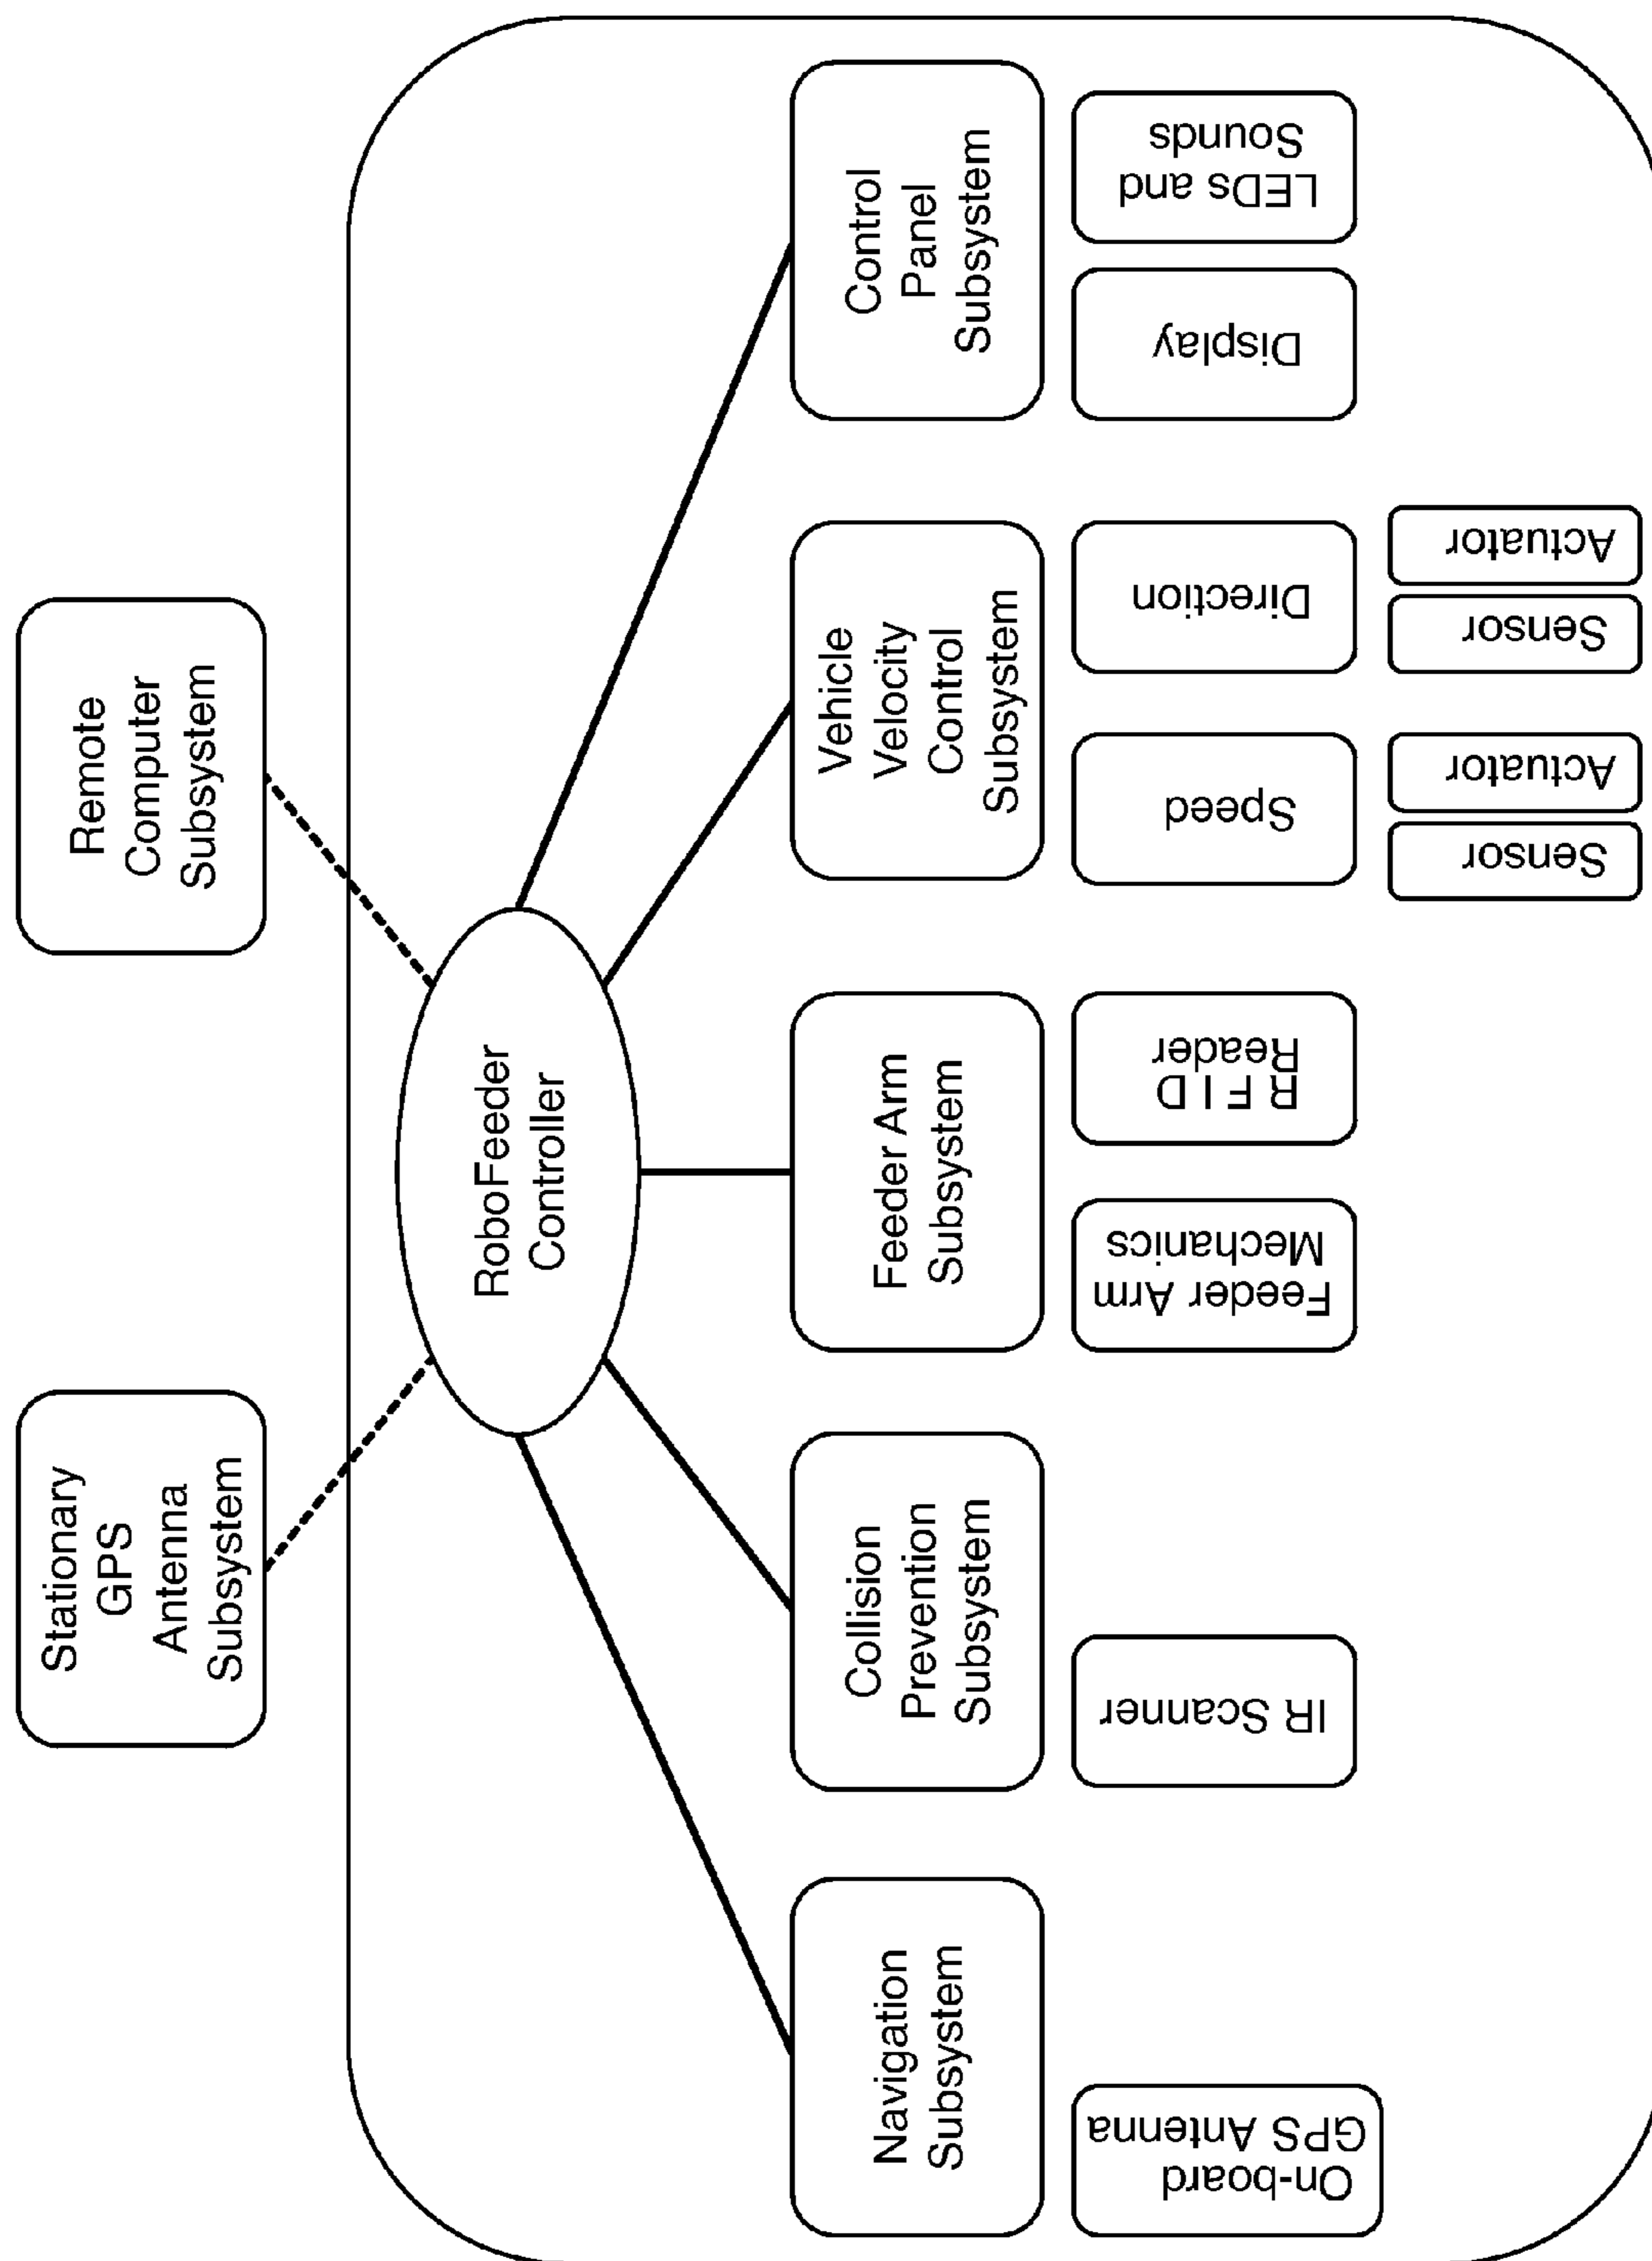 Stationary
GPS
Antenna
Subsystem
Remote
Computer
Subsystem
RoboFeeder
Controller
Navigation
Subsystem
Collision
Prevention
Subsystem
Feeder Arm
Subsystem
Vehicle
Velocity
Control
Subsystem
Control
Panel
Subsystem
On-board
GPS Antenna
IR Scanner
Feeder Arm
Mechanics
R F I D
Reader
Speed
Direction
Display
LEDs and
Sounds
Sensor
Actuator
Sensor
Actuator